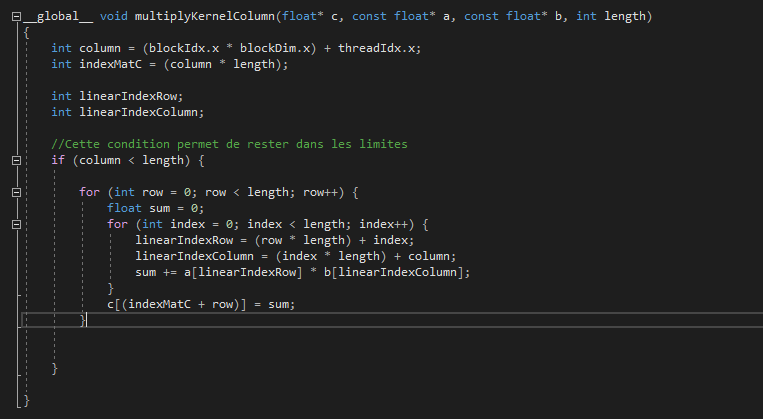 __global__ void multiplyKernelColumn(float* c, const float* a, const float* b, int length)
{
int column = (blockIdx.x * blockDim.x) + threadIdx.x;
int indexMatC = (column * length);
int linearIndexRow;
int linearIndexColumn;
//Cette condition permet de rester dans les limites
if (column < length) {
for (int row = 0; row < length; row++) {
float sum = 0;
for (int index = 0; index < length; index++) {
linearIndexRow = (row * length) + index;
linearIndexColumn = (index * length) + column;
sum += a[linearIndexRow] * b[linearIndexColumn];
}
c[(indexMatC + row)] = sum;
}
}
}